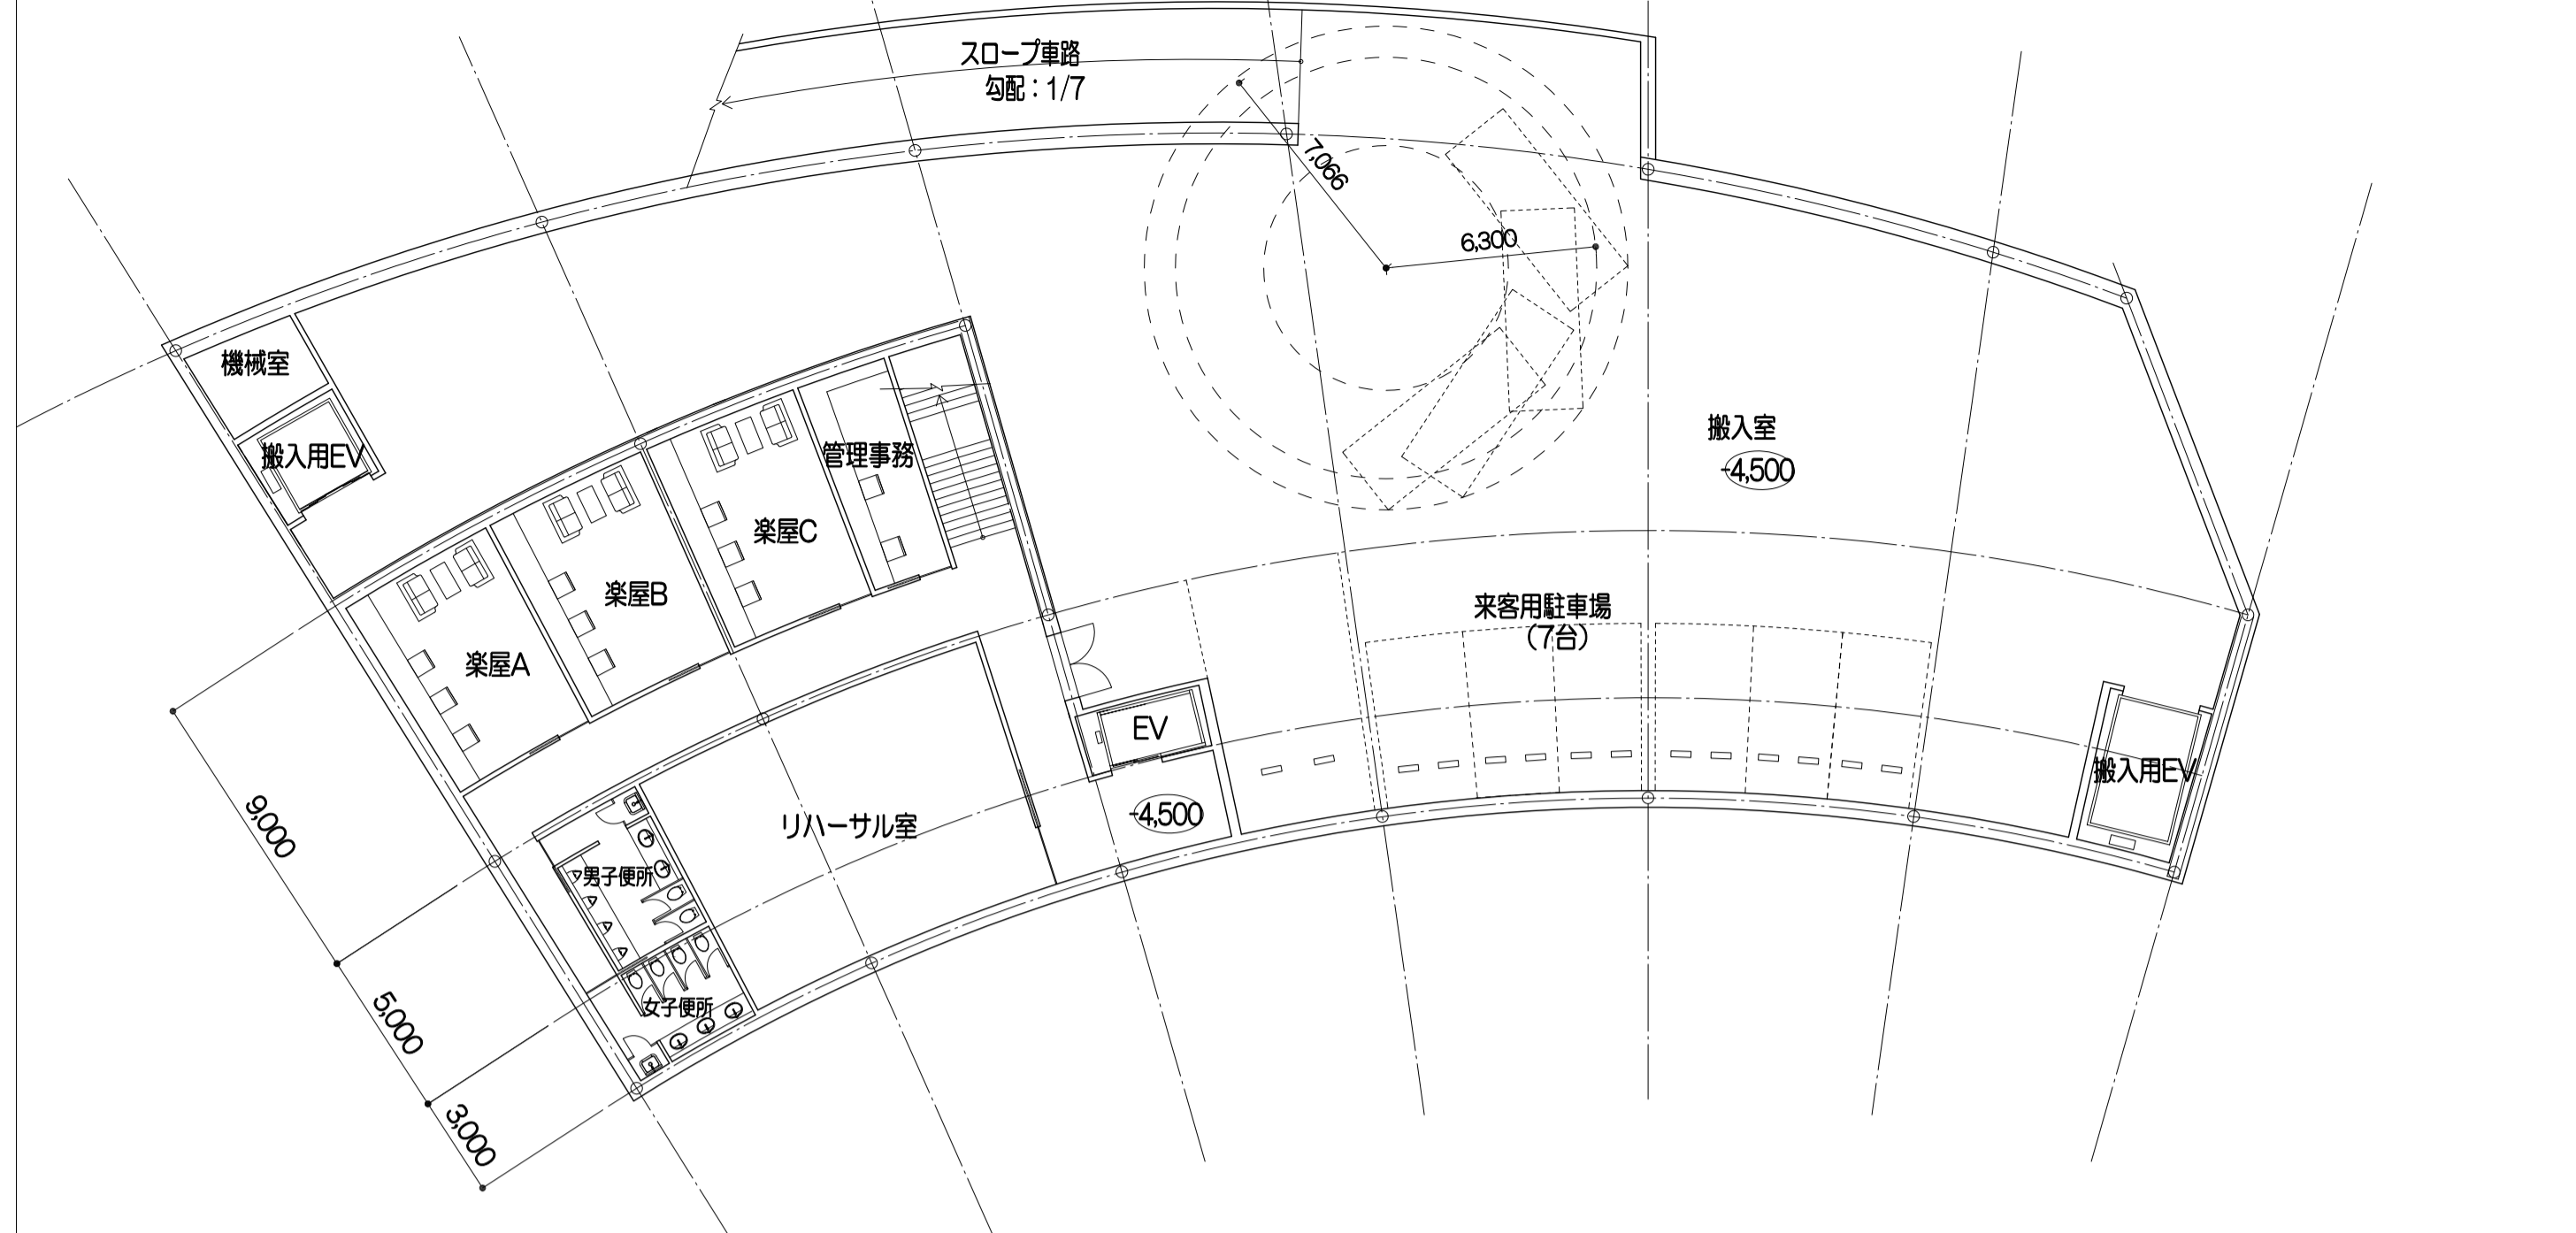 スロープ車路
勾配：1/7
7,066
6,300
機械室
搬入用EV
管理事務
搬入室
-4,500
楽屋C
楽屋B
楽屋A
来客用駐車場
（7台）
EV
搬入用EV
-4,500
リハーサル室
男子便所
女子便所
9,000
5,000
3,000